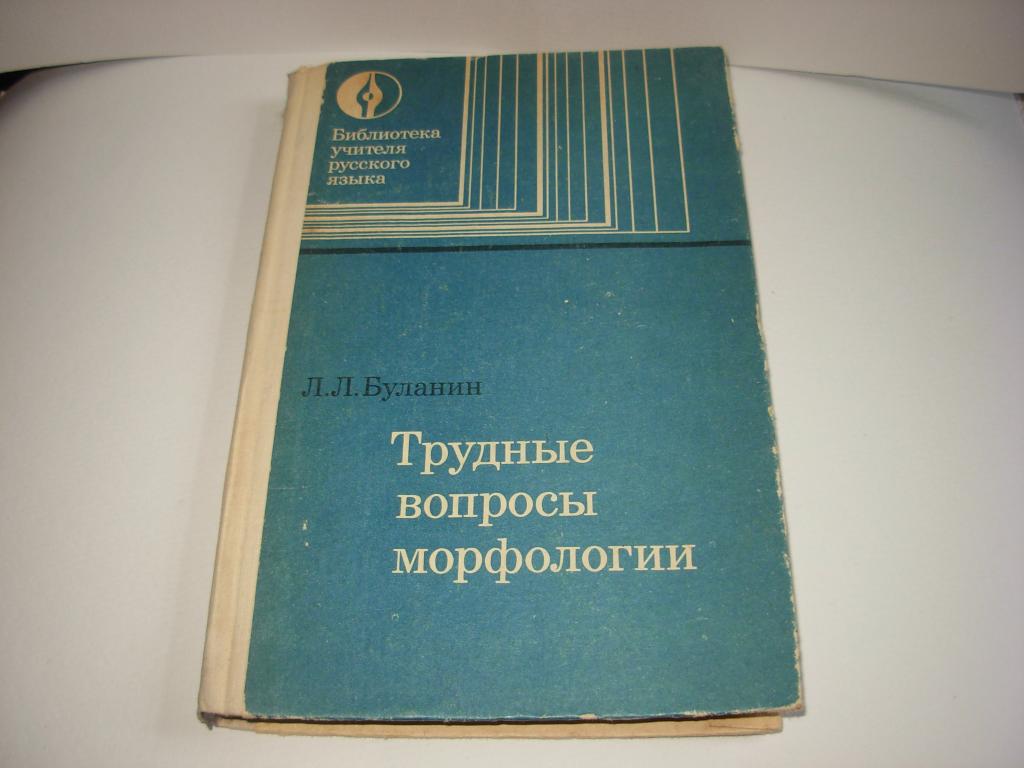 Библиотека
учителя
русского
языка
Л.Л.Буланин
Трудные
вопросы
морфологии